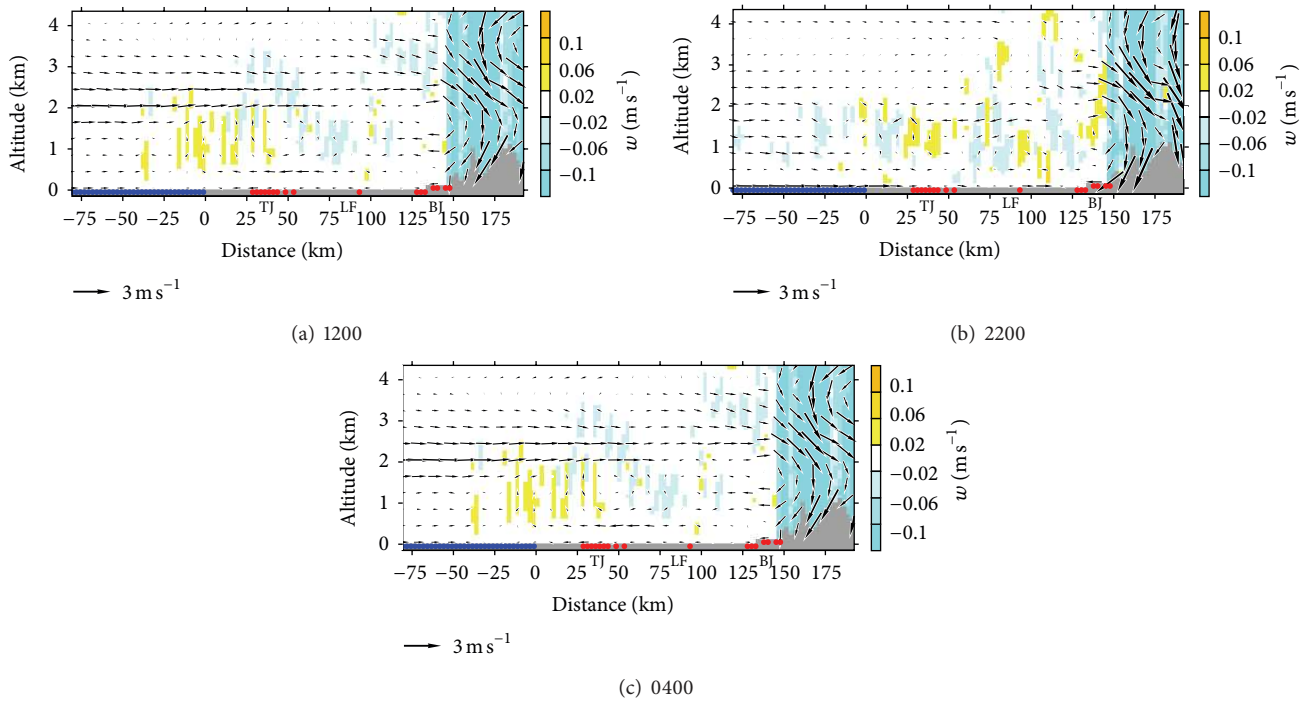 4
3
2
1
0
Altitude (km)
−75 −50 −25 0 25 50 75 100 125 150 175
TJ LF BJ
Distance (km)
0.1
0.06
0.02
−0.02
−0.06
−0.1
w (m s−1)
3 m s−1
(a) 1200
4
3
2
1
0
Altitude (km)
−75 −50 −25 0 25 50 75 100 125 150 175
TJ LF BJ
Distance (km)
0.1
0.06
0.02
−0.02
−0.06
−0.1
w (m s−1)
3 m s−1
(b) 2200
4
3
2
1
0
Altitude (km)
−75 −50 −25 0 25 50 75 100 125 150 175
TJ LF BJ
Distance (km)
0.1
0.06
0.02
−0.02
−0.06
−0.1
w (m s−1)
3 m s−1
(c) 0400